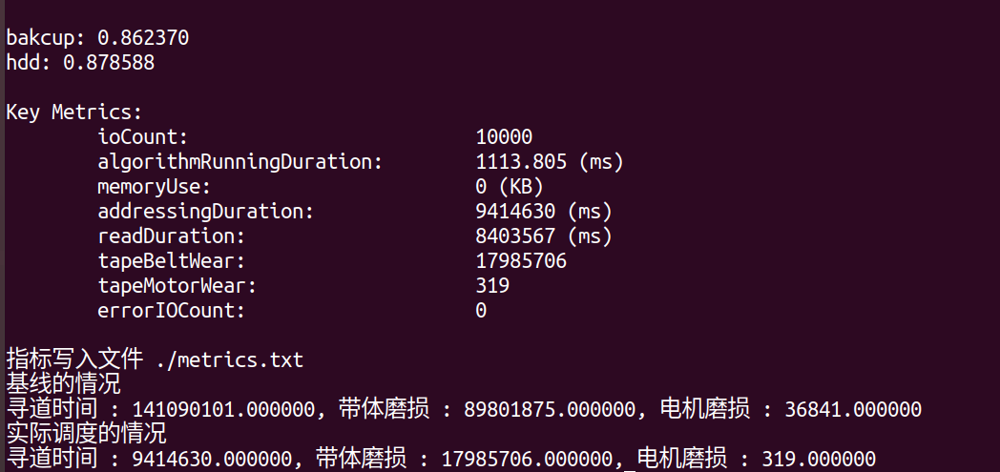 bakcup: 0.862370
hdd: 0.878588
Key Metrics:
ioCount: 10000
algorithmRunningDuration: 1113.805 (ms)
memoryUse: 0 (KB)
addressingDuration: 9414630 (ms)
readDuration: 8403567 (ms)
tapeBeltWear: 17985706
tapeMotorWear: 319
errorIOCount: 0
指标写入文件 ./metrics.txt
基线的情况
寻道时间 : 141090101.000000, 带体磨损 : 89801875.000000, 电机磨损 : 36841.000000
实际调度的情况
寻道时间 : 9414630.000000, 带体磨损 : 17985706.000000, 电机磨损 : 319.000000